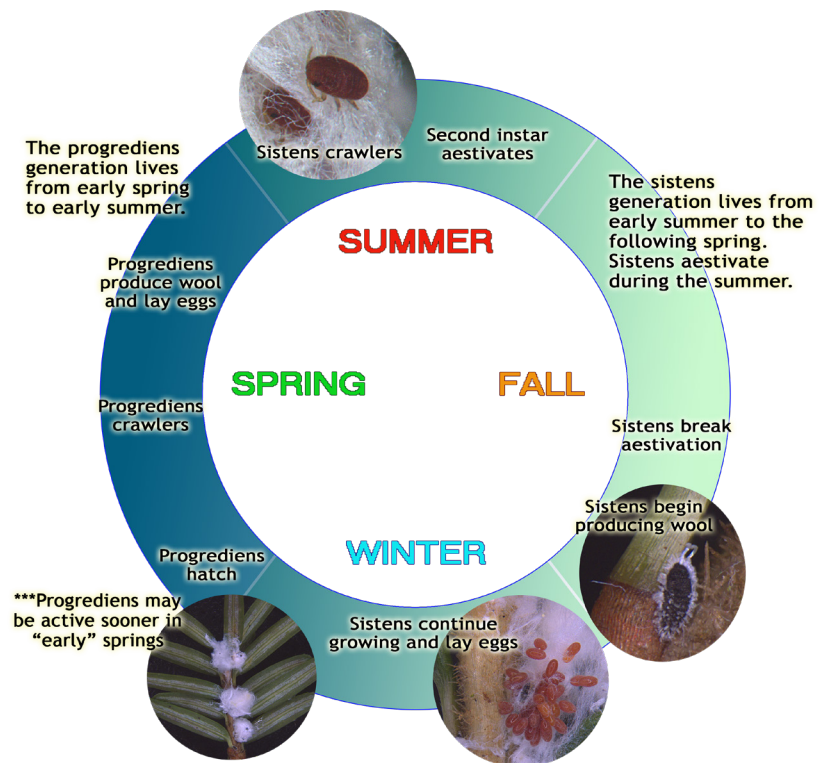 Sistens crawlers
Second instar
aestivates
The progrediens
generation lives
from early spring
to early summer.
The sistens
generation lives from
early summer to the
following spring.
Sistens aestivate
during the summer.
SUMMER
Progrediens
produce wool
and lay eggs
SPRING
FALL
Progrediens
crawlers
Sistens break
aestivation
Sistens begin
producing wool
WINTER
Progrediens
hatch
***Progrediens may
be active sooner in
“early” springs
Sistens continue
growing and lay eggs